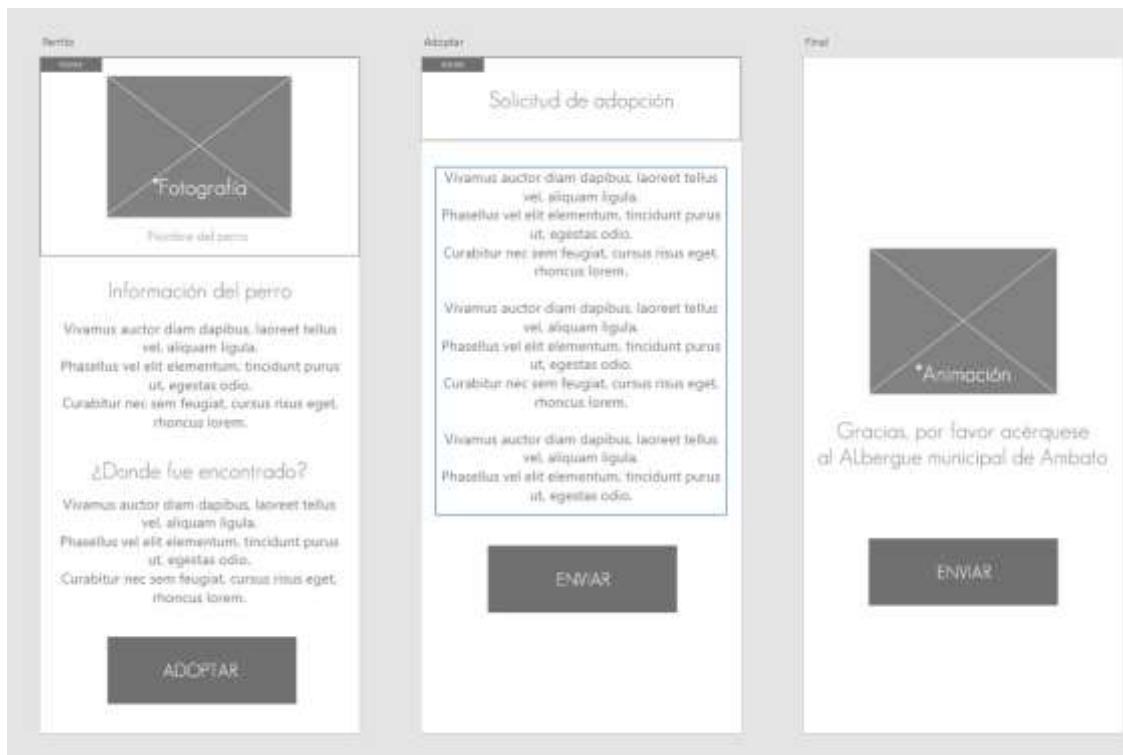 Perrito
*Fotografía
Nombre del perro
Información del perro
Vivamus auctor diam dapibus, laoreet tellus
vel, aliquam ligula.
Phasellus vel elit elementum, tincidunt purus
ut, egestas odio.
Curabitur nec sem feugiat, cursus risus eget,
rhoncus lorem.
¿Donde fue encontrado?
Vivamus auctor diam dapibus, laoreet tellus
vel, aliquam ligula.
Phasellus vel elit elementum, tincidunt purus
ut, egestas odio.
Curabitur nec sem feugiat, cursus risus eget,
rhoncus lorem.
ADOPTAR
Adoptar
Solicitud de adopción
Vivamus auctor diam dapibus, laoreet tellus
vel, aliquam ligula.
Phasellus vel elit elementum, tincidunt purus
ut, egestas odio.
Curabitur nec sem feugiat, cursus risus eget,
rhoncus lorem.
Vivamus auctor diam dapibus, laoreet tellus
vel, aliquam ligula.
Phasellus vel elit elementum, tincidunt purus
ut, egestas odio.
Curabitur nec sem feugiat, cursus risus eget,
rhoncus lorem.
Vivamus auctor diam dapibus, laoreet tellus
vel, aliquam ligula.
Phasellus vel elit elementum, tincidunt purus
ut, egestas odio.
ENVIAR
Final
*Animación
Gracias, por favor acérquese
al ALbergue municipal de Ambato
ENVIAR